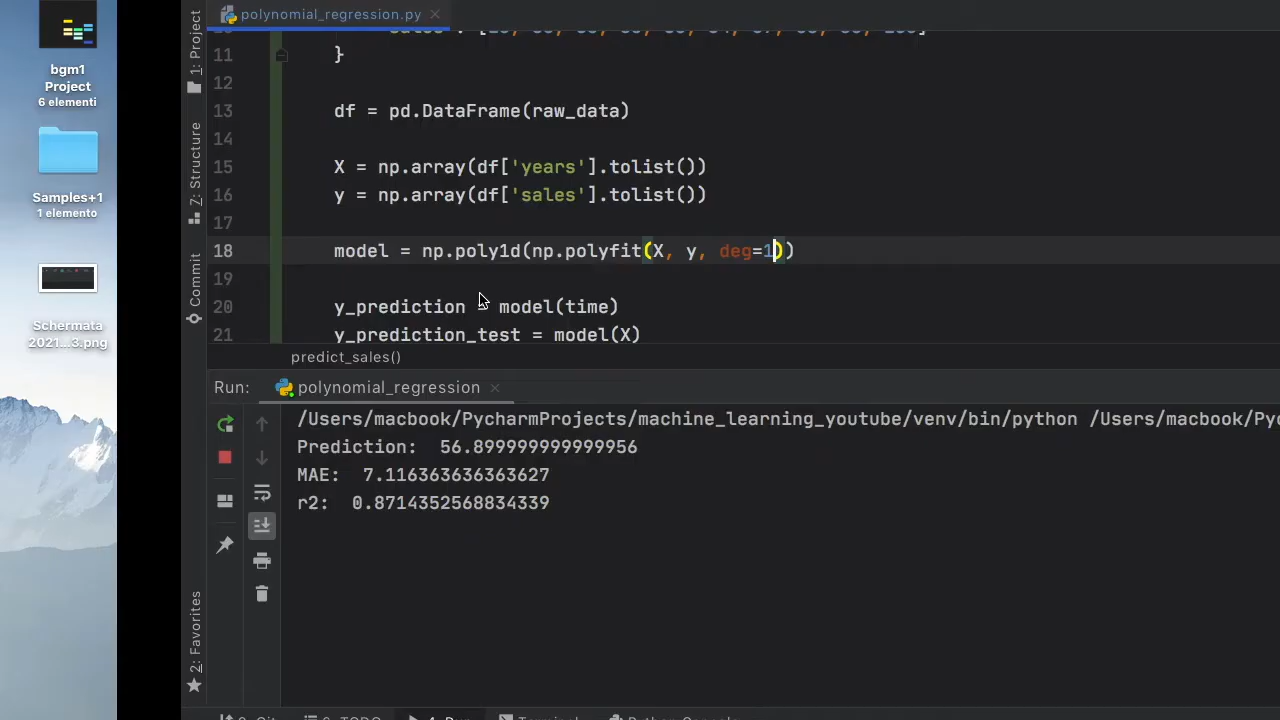 polynomial_regression.py
bgm1
Project
6 elementi
Samples+1
1 elemento
Schermata
2021...3.png
1: Project
Z: Structure
Commit
2: Favorites
11 }
12
13 df = pd.DataFrame(raw_data)
14
15 X = np.array(df['years'].tolist())
16 y = np.array(df['sales'].tolist())
17
18 model = np.poly1d(np.polyfit(X, y, deg=1))
19
20 y_prediction = model(time)
21 y_prediction_test = model(X)
predict_sales()
Run: polynomial_regression
/Users/macbook/PycharmProjects/machine_learning_youtube/venv/bin/python /Users/macbook/Pyc
Prediction:  56.899999999999956
MAE:  7.116363636363627
r2:  0.8714352568834339